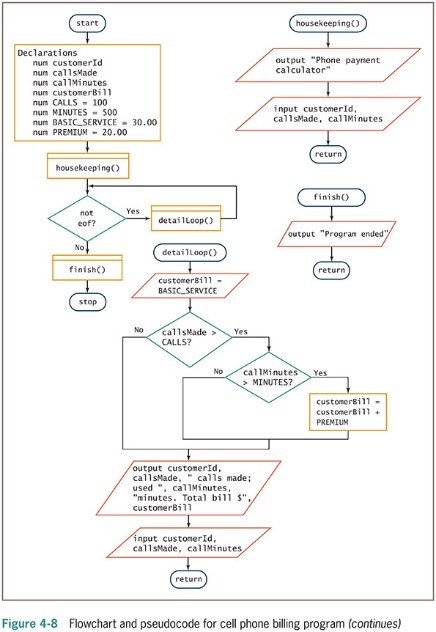 start
Declarations
num customerId
num callsMade
num callMinutes
num customerBill
num CALLS = 100
num MINUTES = 500
num BASIC_SERVICE = 30.00
num PREMIUM = 20.00
housekeeping()
not
eof?
Yes
detailLoop()
No
finish()
stop
housekeeping()
output "Phone payment
calculator"
input customerId,
callsMade, callMinutes
return
finish()
output "Program ended"
return
detailLoop()
customerBill =
BASIC_SERVICE
No
callsMade >
CALLS?
Yes
No
callMinutes
> MINUTES?
Yes
customerBill =
customerBill +
PREMIUM
output customerId,
callsMade, " calls made;
used ", callMinutes,
"minutes. Total bill $",
customerBill
input customerId,
callsMade, callMinutes
return
Figure 4-8 Flowchart and pseudocode for cell phone billing program (continues)